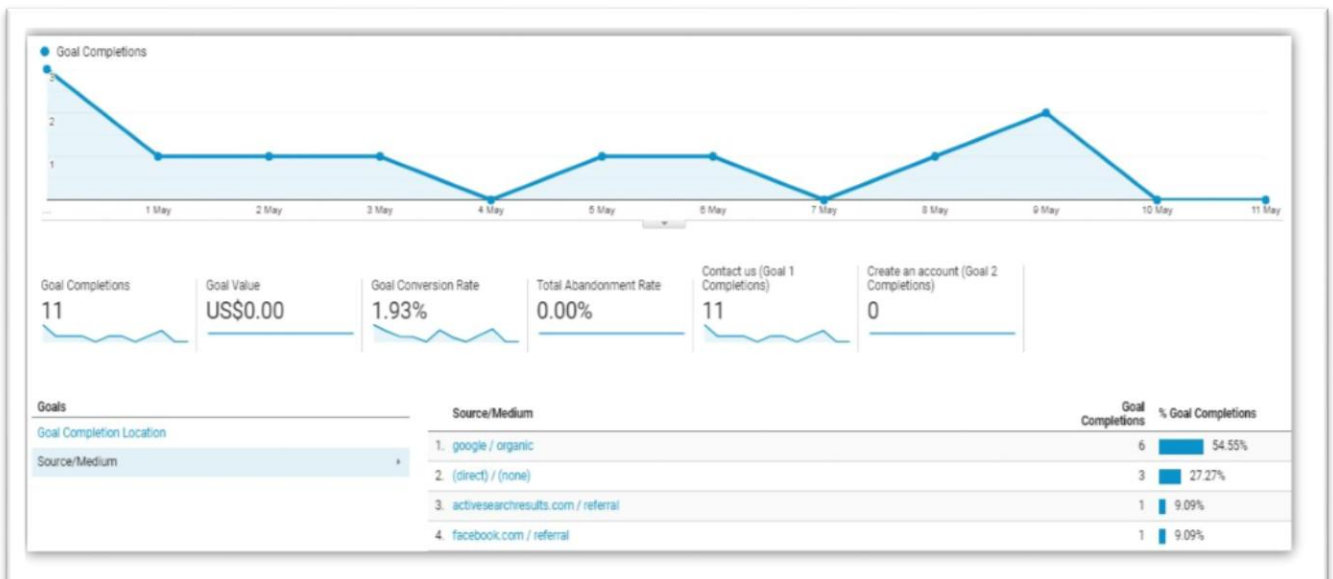 Goal Completions
3
2
1
...
1 May
2 May
3 May
4 May
5 May
6 May
7 May
8 May
9 May
10 May
11 May
Goal Completions
11
Goal Value
US$0.00
Goal Conversion Rate
1.93%
Total Abandonment Rate
0.00%
Contact us (Goal 1
Completions)
11
Create an account (Goal 2
Completions)
0
Goals
Goal Completion Location
Source/Medium
Source/Medium
Goal
Completions
% Goal Completions
1. google / organic 6 54.55%
2. (direct) / (none) 3 27.27%
3. activesearchresults.com / referral 1 9.09%
4. facebook.com / referral 1 9.09%